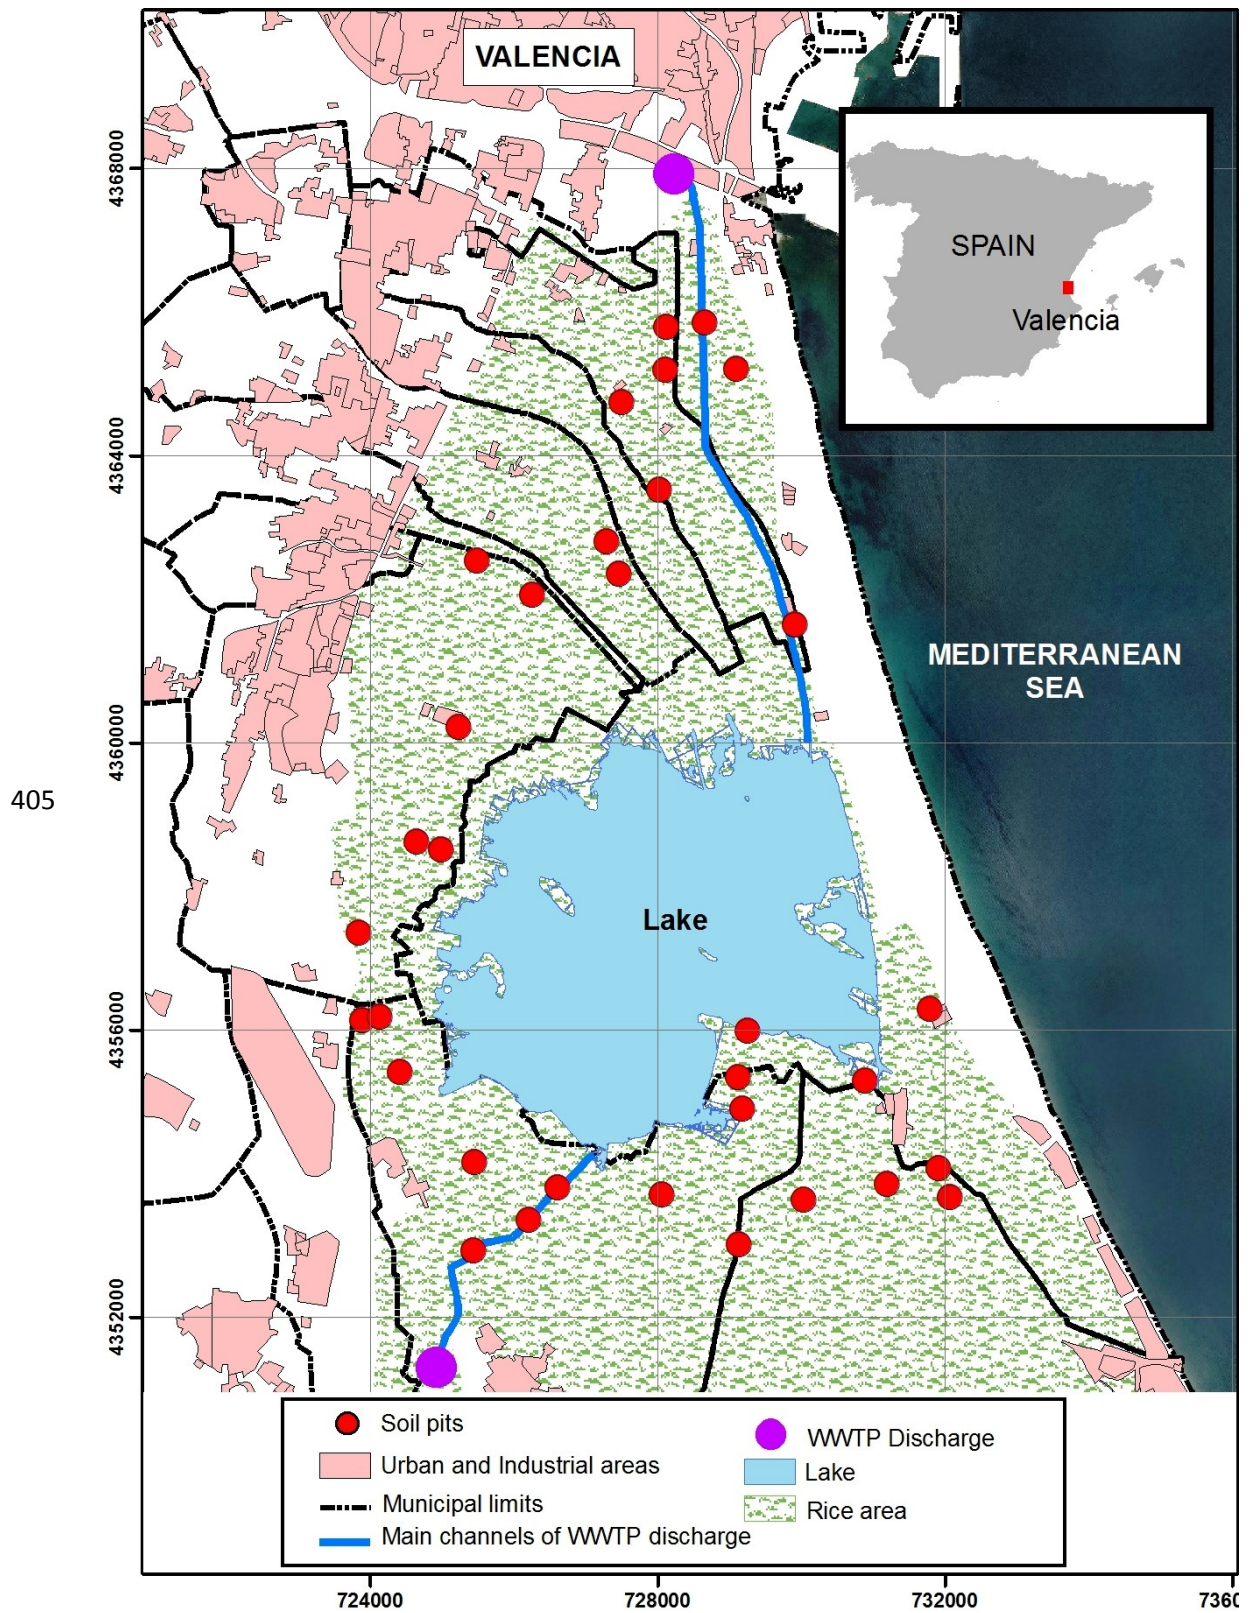 VALENCIA
SPAIN
Valencia
4368000
4364000
4360000
4356000
4352000
405
MEDITERRANEAN
SEA
Lake
Soil pits
Urban and Industrial areas
Municipal limits
Main channels of WWTP discharge
WWTP Discharge
Lake
Rice area
724000
728000
732000
7360